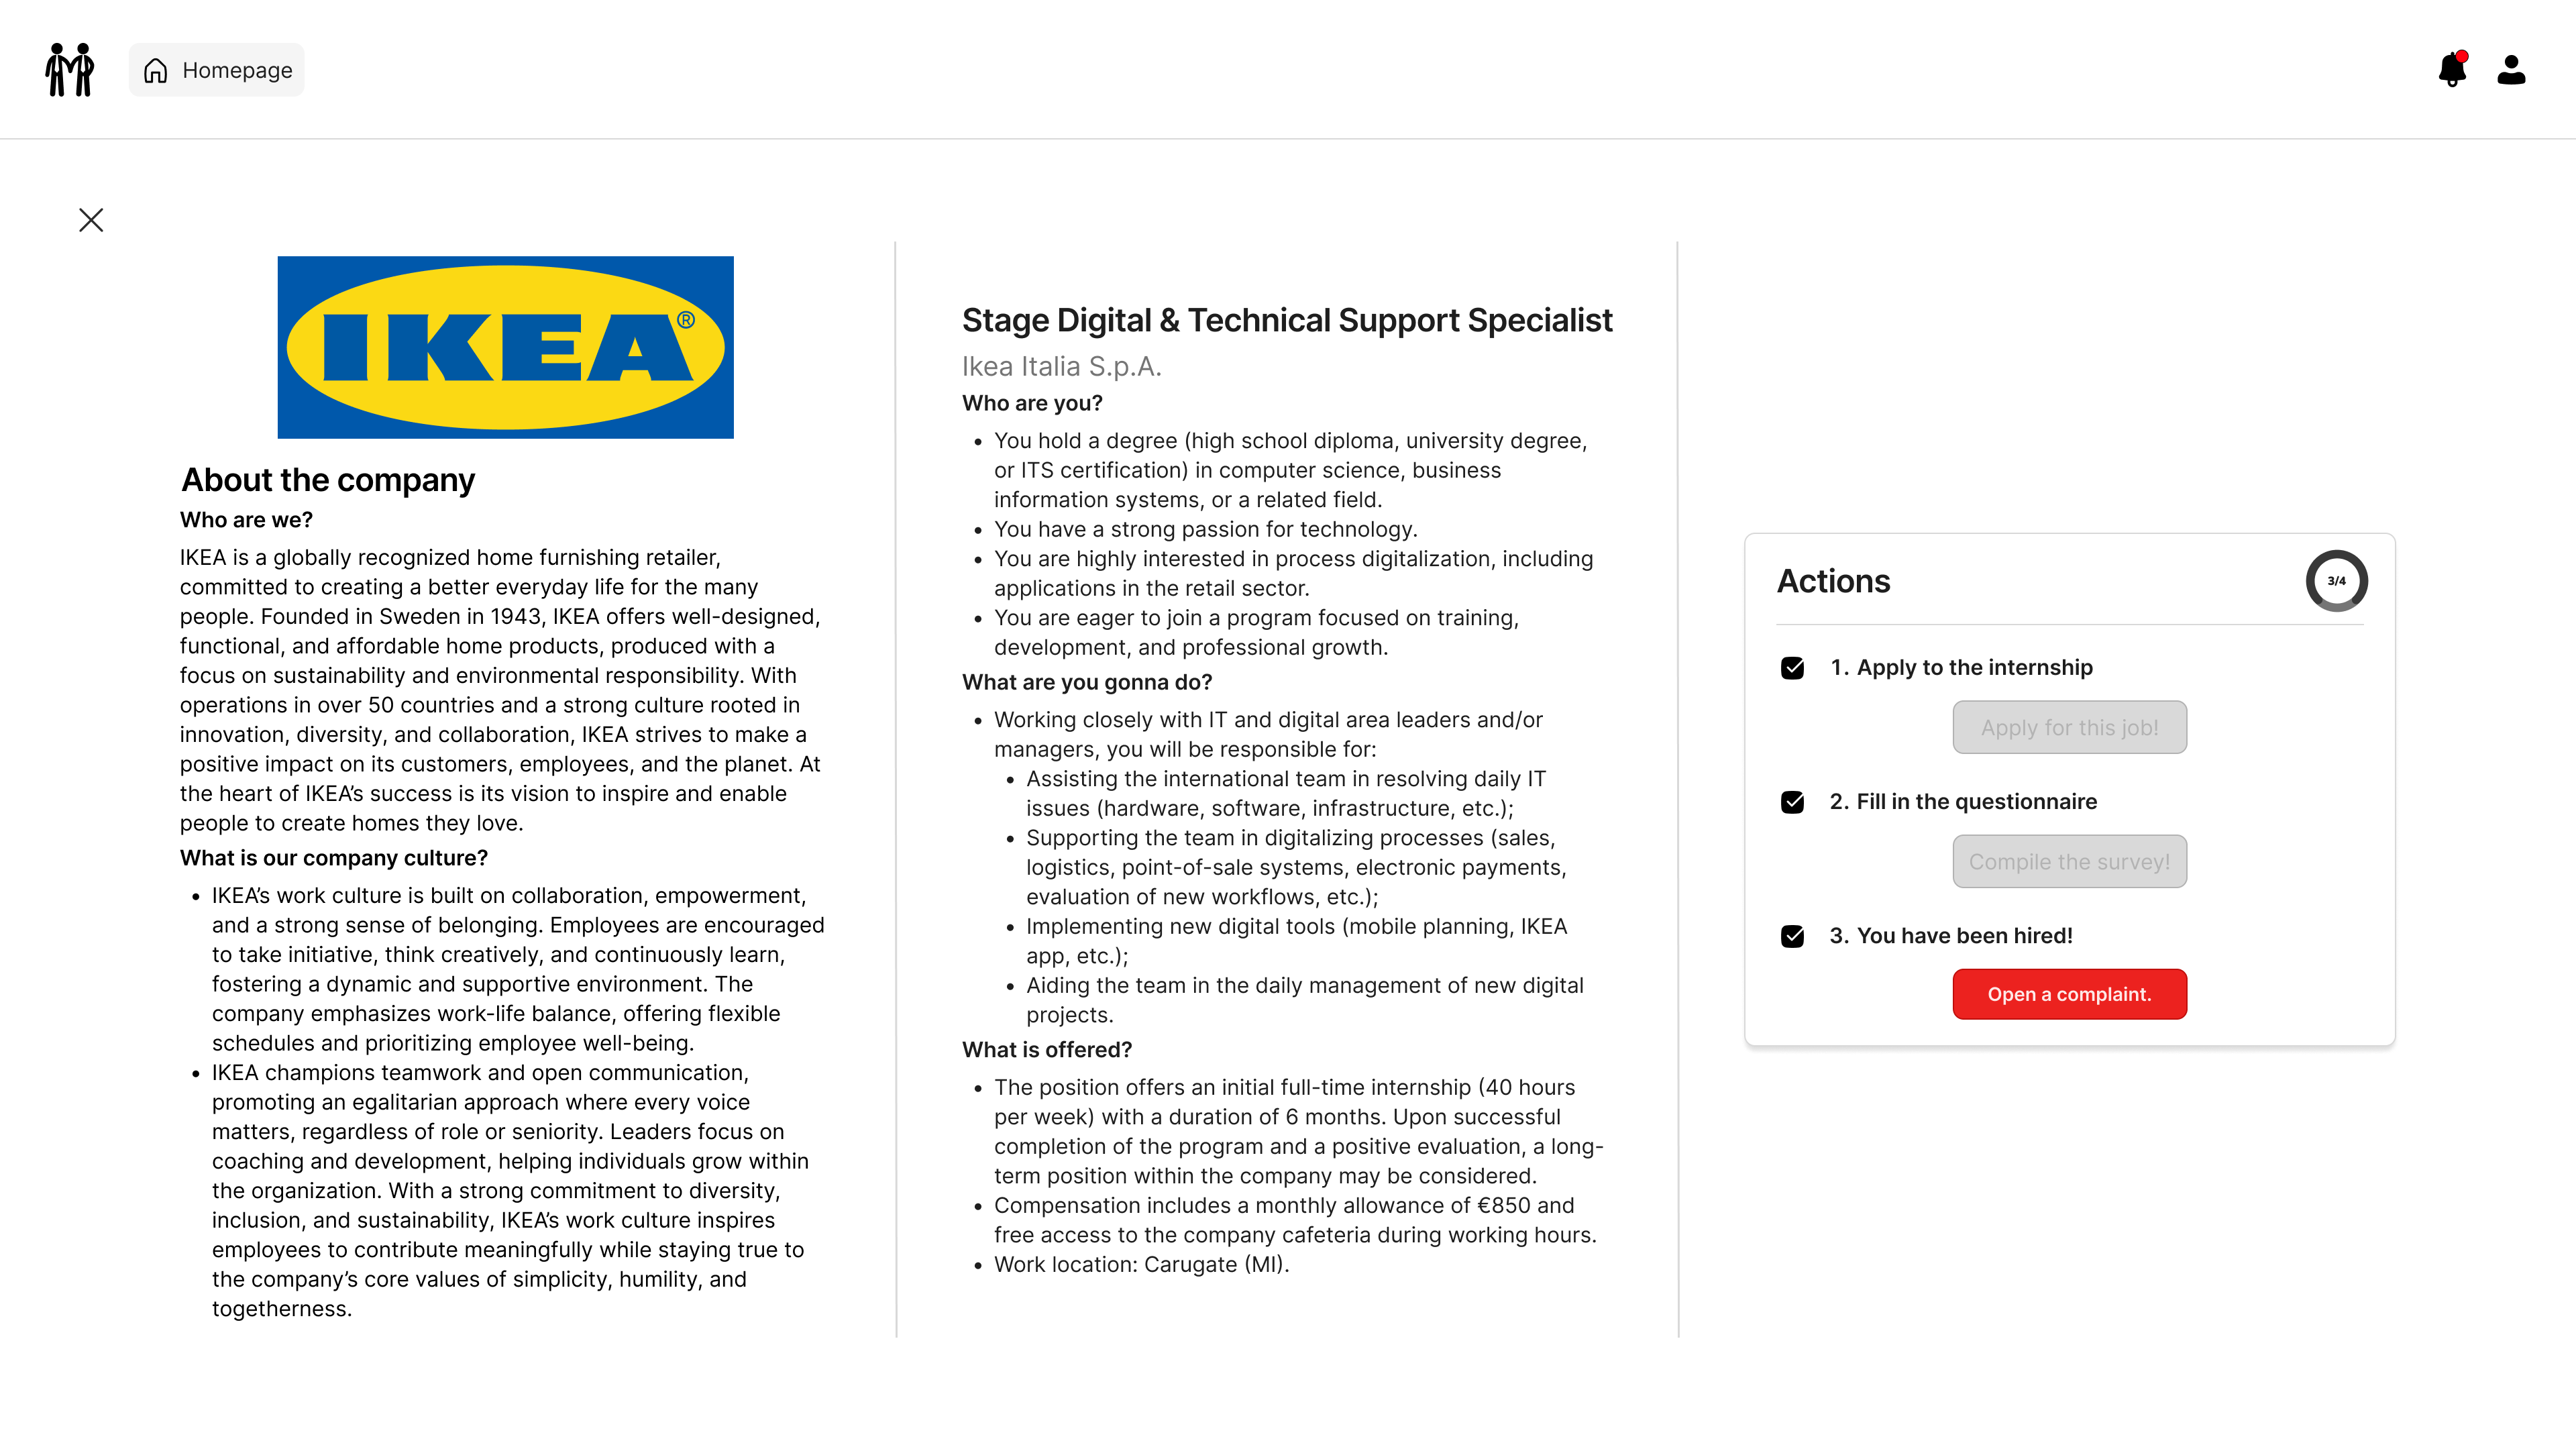 Homepage
IKEA®
About the company
Who are we?
IKEA is a globally recognized home furnishing retailer,
committed to creating a better everyday life for the many
people. Founded in Sweden in 1943, IKEA offers well-designed,
functional, and affordable home products, produced with a
focus on sustainability and environmental responsibility. With
operations in over 50 countries and a strong culture rooted in
innovation, diversity, and collaboration, IKEA strives to make a
positive impact on its customers, employees, and the planet. At
the heart of IKEA’s success is its vision to inspire and enable
people to create homes they love.
What is our company culture?
• IKEA’s work culture is built on collaboration, empowerment,
and a strong sense of belonging. Employees are encouraged
to take initiative, think creatively, and continuously learn,
fostering a dynamic and supportive environment. The
company emphasizes work-life balance, offering flexible
schedules and prioritizing employee well-being.
• IKEA champions teamwork and open communication,
promoting an egalitarian approach where every voice
matters, regardless of role or seniority. Leaders focus on
coaching and development, helping individuals grow within
the organization. With a strong commitment to diversity,
inclusion, and sustainability, IKEA’s work culture inspires
employees to contribute meaningfully while staying true to
the company’s core values of simplicity, humility, and
togetherness.
Stage Digital & Technical Support Specialist
Ikea Italia S.p.A.
Who are you?
• You hold a degree (high school diploma, university degree,
or ITS certification) in computer science, business
information systems, or a related field.
• You have a strong passion for technology.
• You are highly interested in process digitalization, including
applications in the retail sector.
• You are eager to join a program focused on training,
development, and professional growth.
What are you gonna do?
• Working closely with IT and digital area leaders and/or
managers, you will be responsible for:
• Assisting the international team in resolving daily IT
issues (hardware, software, infrastructure, etc.);
• Supporting the team in digitalizing processes (sales,
logistics, point-of-sale systems, electronic payments,
evaluation of new workflows, etc.);
• Implementing new digital tools (mobile planning, IKEA
app, etc.);
• Aiding the team in the daily management of new digital
projects.
What is offered?
• The position offers an initial full-time internship (40 hours
per week) with a duration of 6 months. Upon successful
completion of the program and a positive evaluation, a long-
term position within the company may be considered.
• Compensation includes a monthly allowance of €850 and
free access to the company cafeteria during working hours.
• Work location: Carugate (MI).
Actions
3/4
1. Apply to the internship
Apply for this job!
2. Fill in the questionnaire
Compile the survey!
3. You have been hired!
Open a complaint.